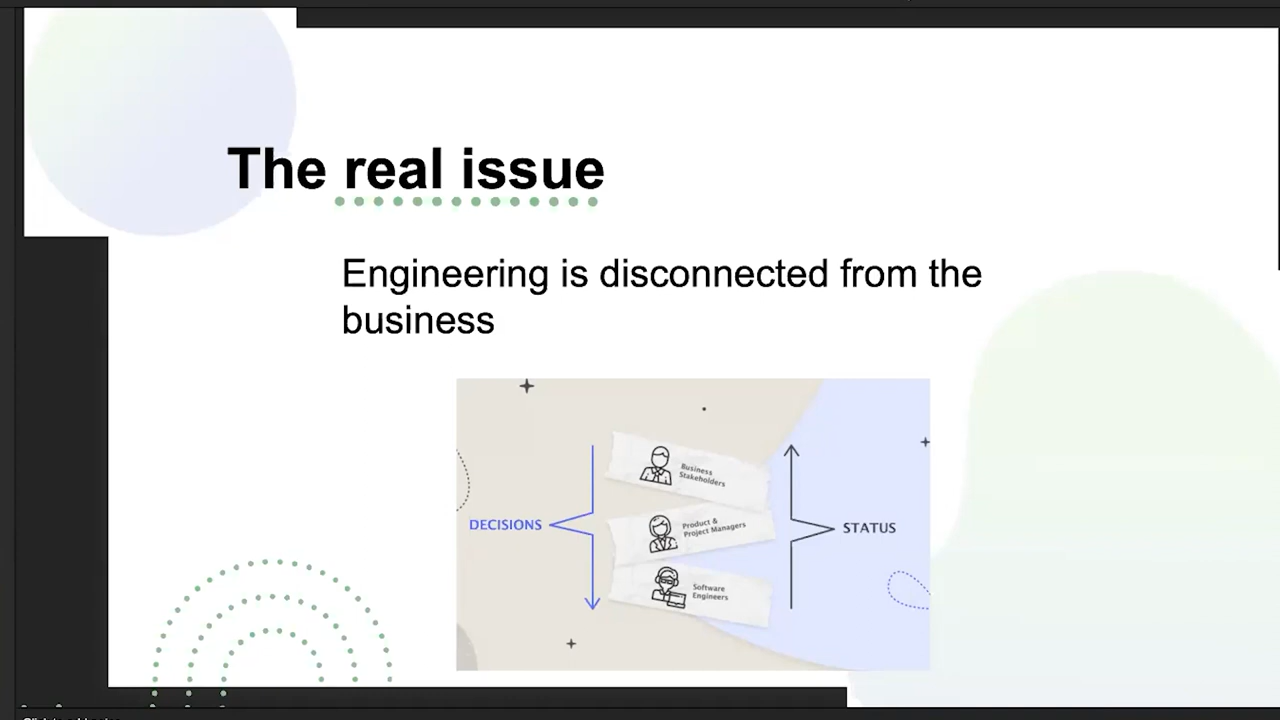 The real issue
Engineering is disconnected from the
business
Business
Stakeholders
DECISIONS
Product &
Project Managers
STATUS
Software
Engineers